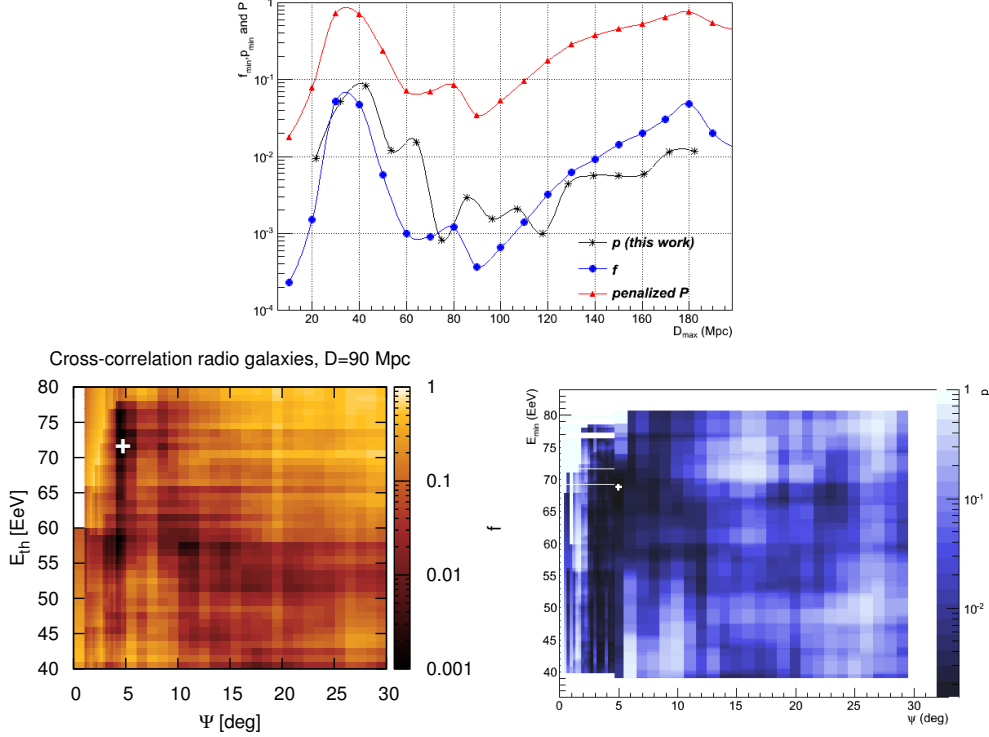 f_min,p_min and P
1
10^-1
10^-2
10^-3
10^-4
20 40 60 80 100 120 140 160 180
D_max (Mpc)
p (this work)
f
penalized P
Cross-correlation radio galaxies, D=90 Mpc
E_th [EeV]
80
75
70
65
60
55
50
45
40
0 5 10 15 20 25 30
Ψ [deg]
1
0.1
0.01
0.001
f
E_min (EeV)
80
75
70
65
60
55
50
45
40
0 5 10 15 20 25 30
ψ (deg)
1
10^-1
10^-2
p